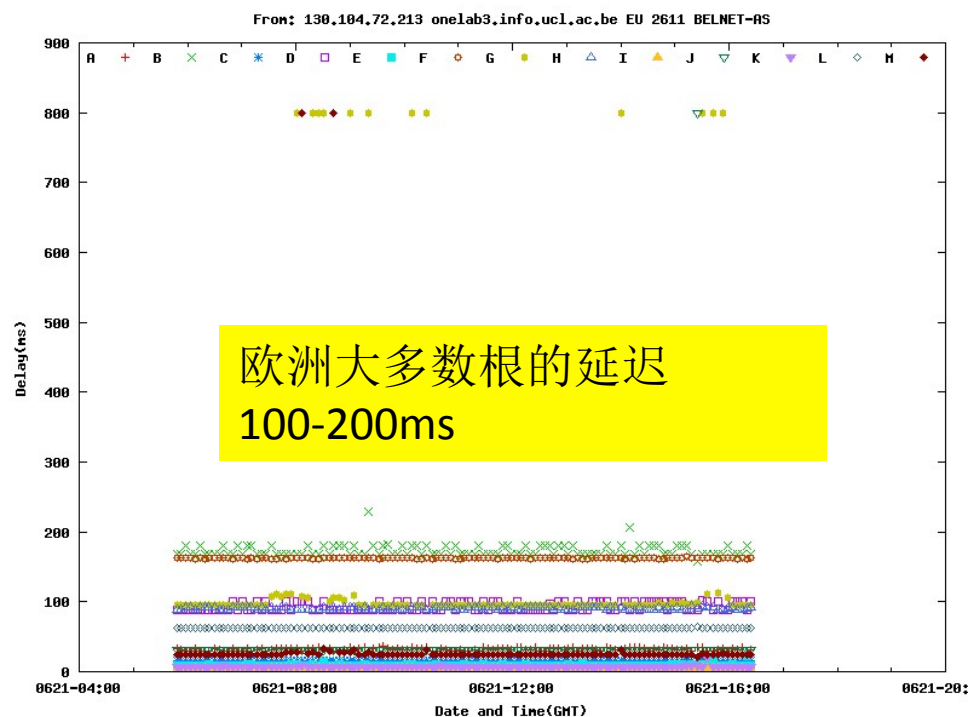 From: 130.104.72.213 onelab3.info.ucl.ac.be EU 2611 BELNET-AS
A B C D E F G H I J K L M
900
800
700
600
500
400
300
200
100
0
Delay(ms)
欧洲大多数根的延迟
100-200ms
0621-04:00 0621-08:00 0621-12:00 0621-16:00 0621-20:
Date and Time(GMT)